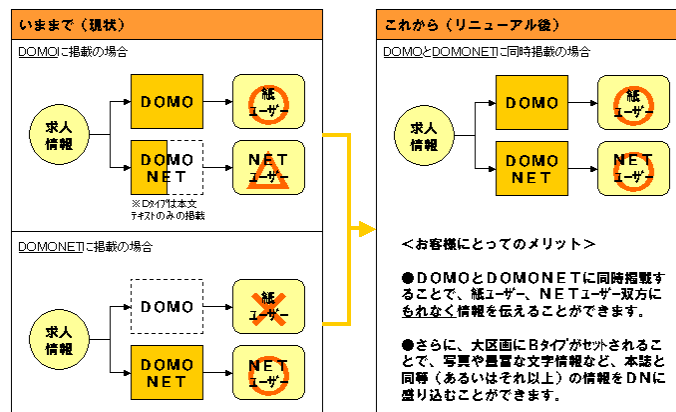 いままで（現状）
DOMOに掲載の場合
求人
情報
DOMO
紙
ユーザー
DOMO
NET
NET
ユーザー
※Dタイプは本文
テキストのみの掲載
DOMONETに掲載の場合
求人
情報
DOMO
紙
ユーザー
DOMO
NET
NET
ユーザー
これから（リニューアル後）
DOMOとDOMONETに同時掲載の場合
求人
情報
DOMO
紙
ユーザー
DOMO
NET
NET
ユーザー
＜お客様にとってのメリット＞
●ＤＯＭＯとＤＯＭＯＮＥＴに同時掲載す
ることで、紙ユーザー、ＮＥＴユーザー双方に
もれなく情報を伝えることができます。
●さらに、大区画にＢタイプがセットされるこ
とで、写真や豊富な文字情報など、本誌と
同等（あるいはそれ以上）の情報をＤＮに
盛り込むことができます。